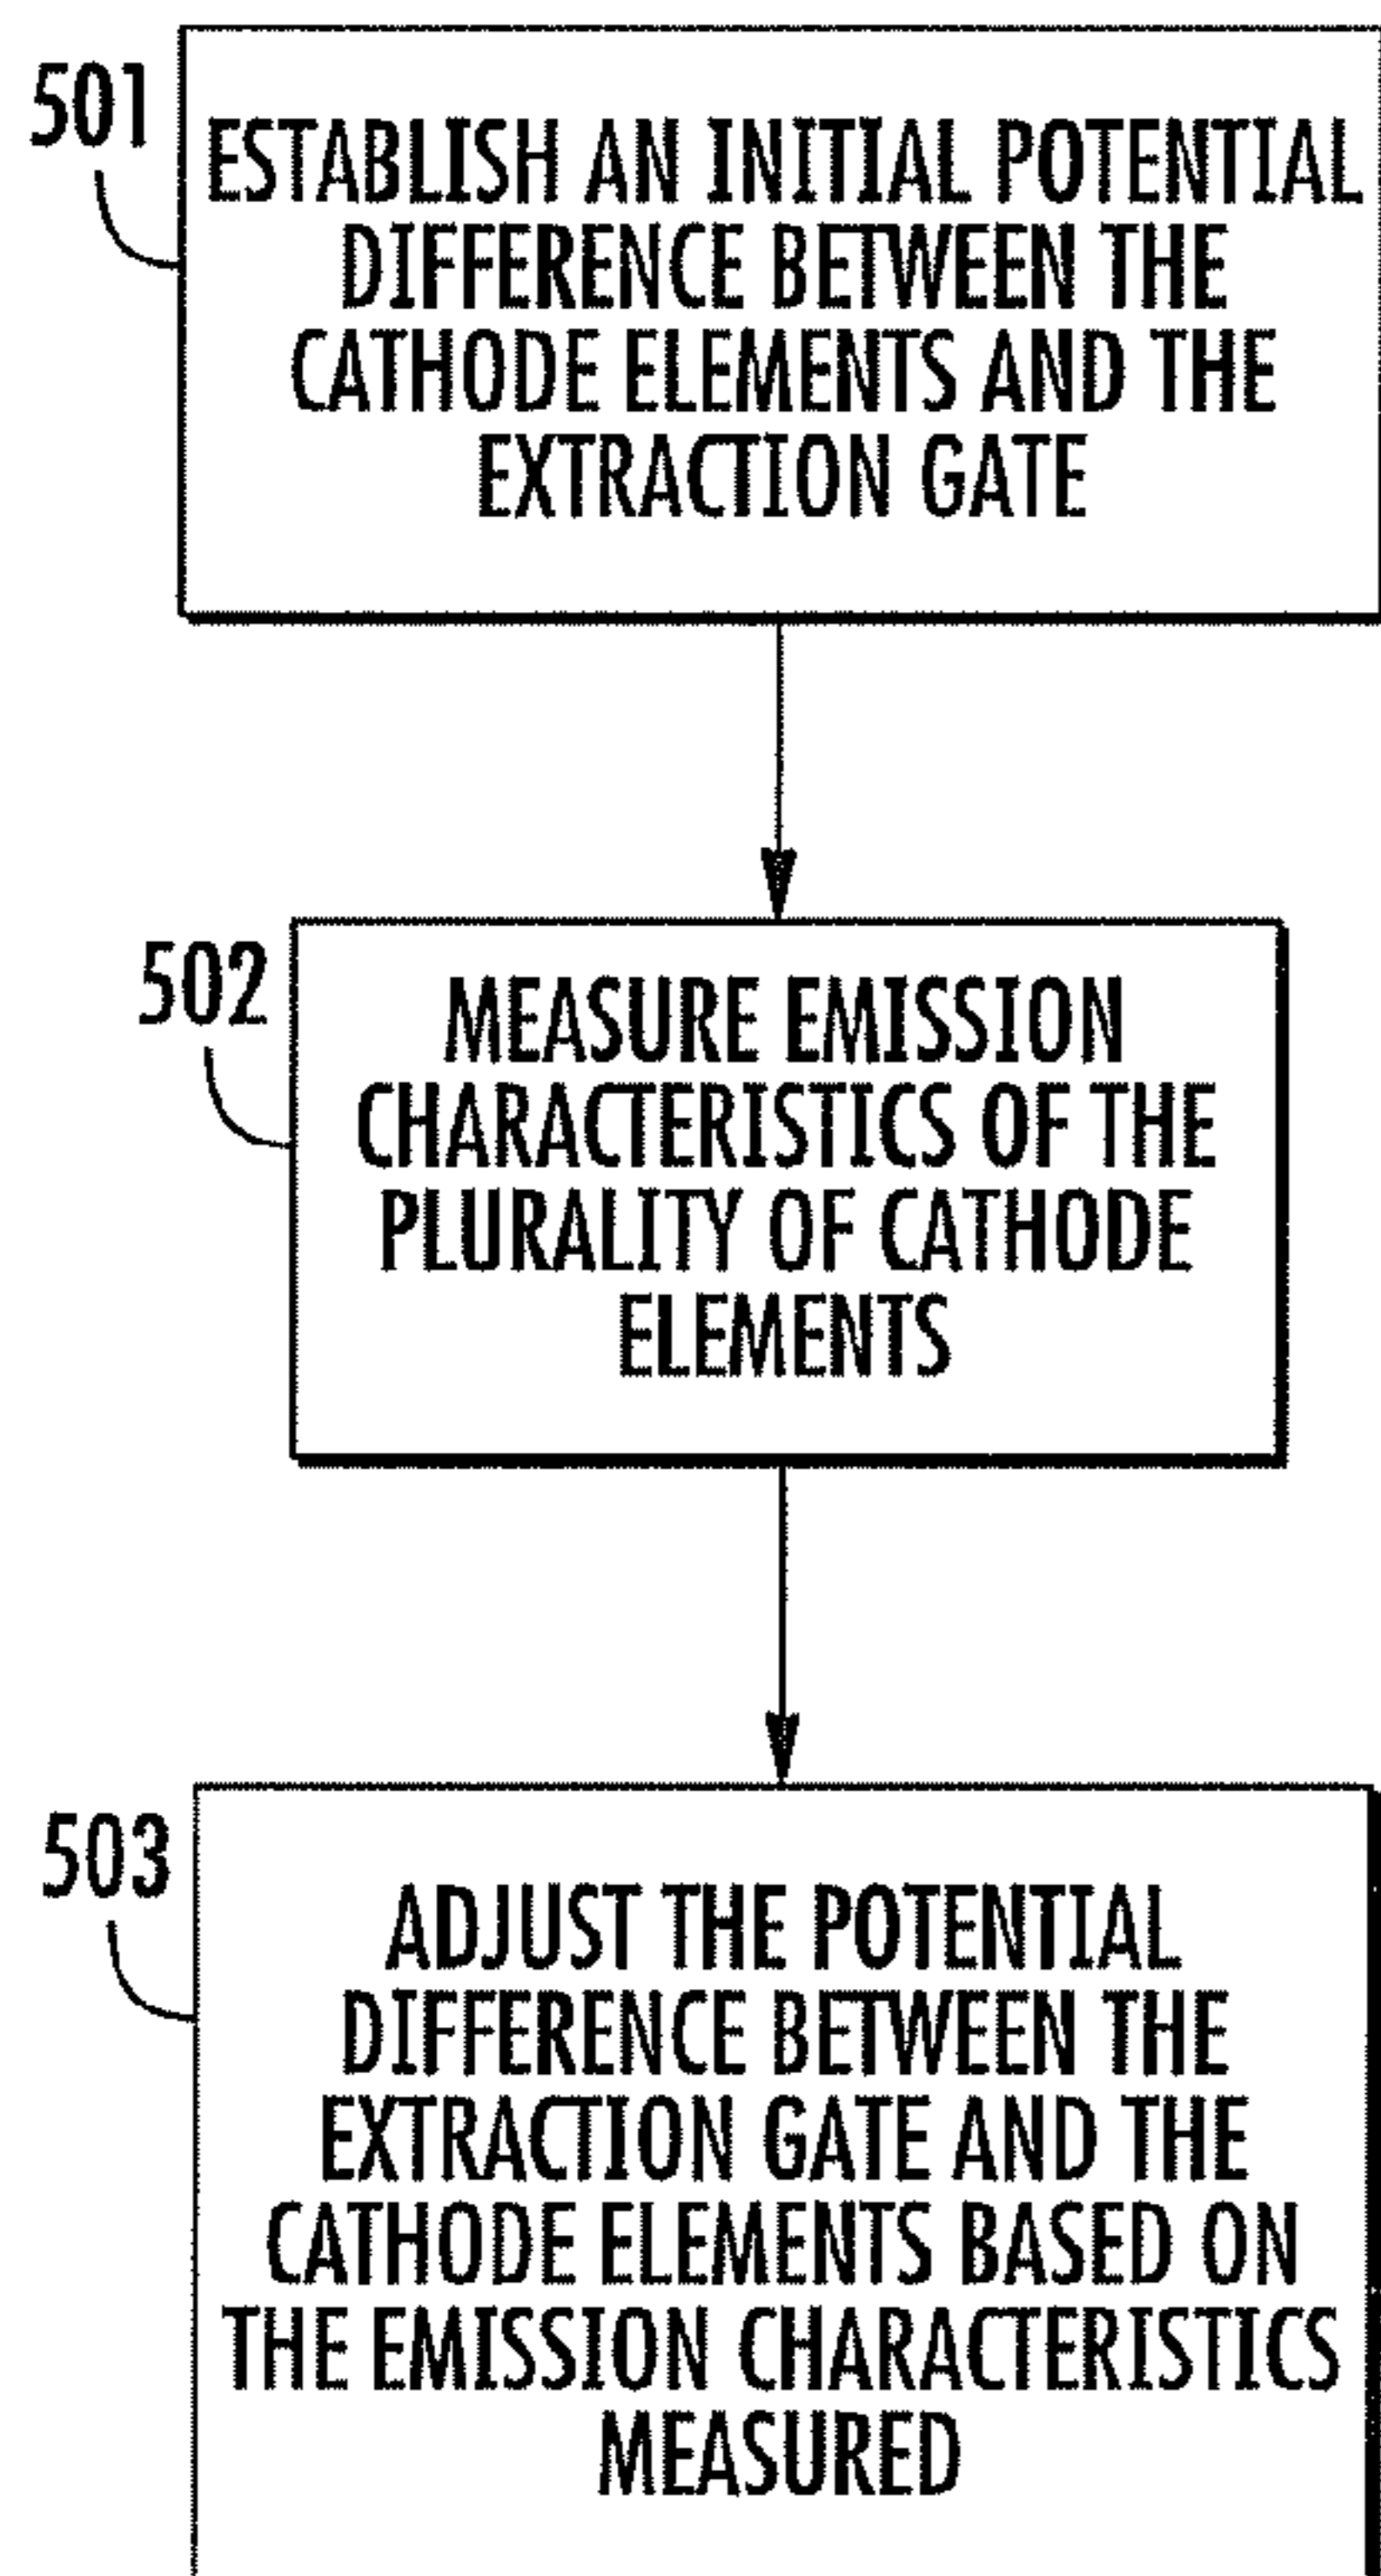 501
ESTABLISH AN INITIAL POTENTIAL
DIFFERENCE BETWEEN THE
CATHODE ELEMENTS AND THE
EXTRACTION GATE
502
MEASURE EMISSION
CHARACTERISTICS OF THE
PLURALITY OF CATHODE
ELEMENTS
503
ADJUST THE POTENTIAL
DIFFERENCE BETWEEN THE
EXTRACTION GATE AND THE
CATHODE ELEMENTS BASED ON
THE EMISSION CHARACTERISTICS
MEASURED